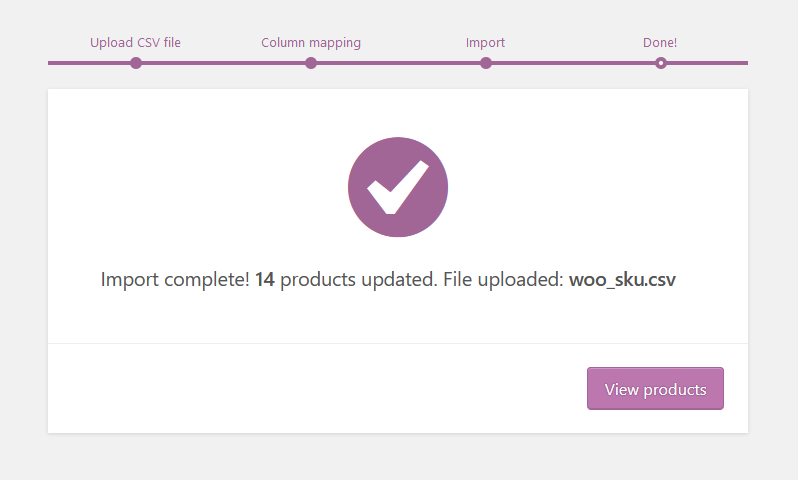 Upload CSV file
Column mapping
Import
Done!
Import complete! 14 products updated. File uploaded: woo_sku.csv
View products